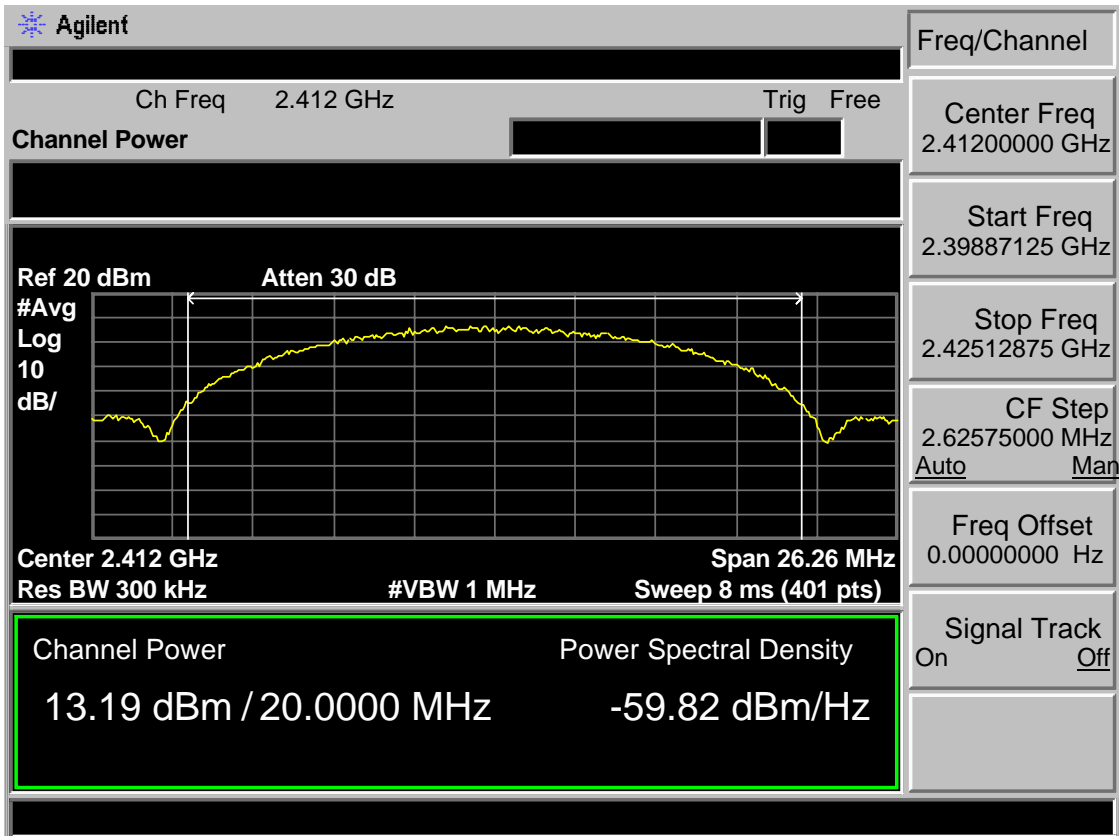 Agilent
Ch Freq 2.412 GHz Trig Free
Channel Power
Ref 20 dBm Atten 30 dB
#Avg
Log
10
dB/
Center 2.412 GHz Span 26.26 MHz
Res BW 300 kHz #VBW 1 MHz Sweep 8 ms (401 pts)
Channel Power Power Spectral Density
13.19 dBm / 20.0000 MHz -59.82 dBm/Hz
Freq/Channel
Center Freq
2.41200000 GHz
Start Freq
2.39887125 GHz
Stop Freq
2.42512875 GHz
CF Step
2.62575000 MHz
Auto Man
Freq Offset
0.00000000 Hz
Signal Track
On Off